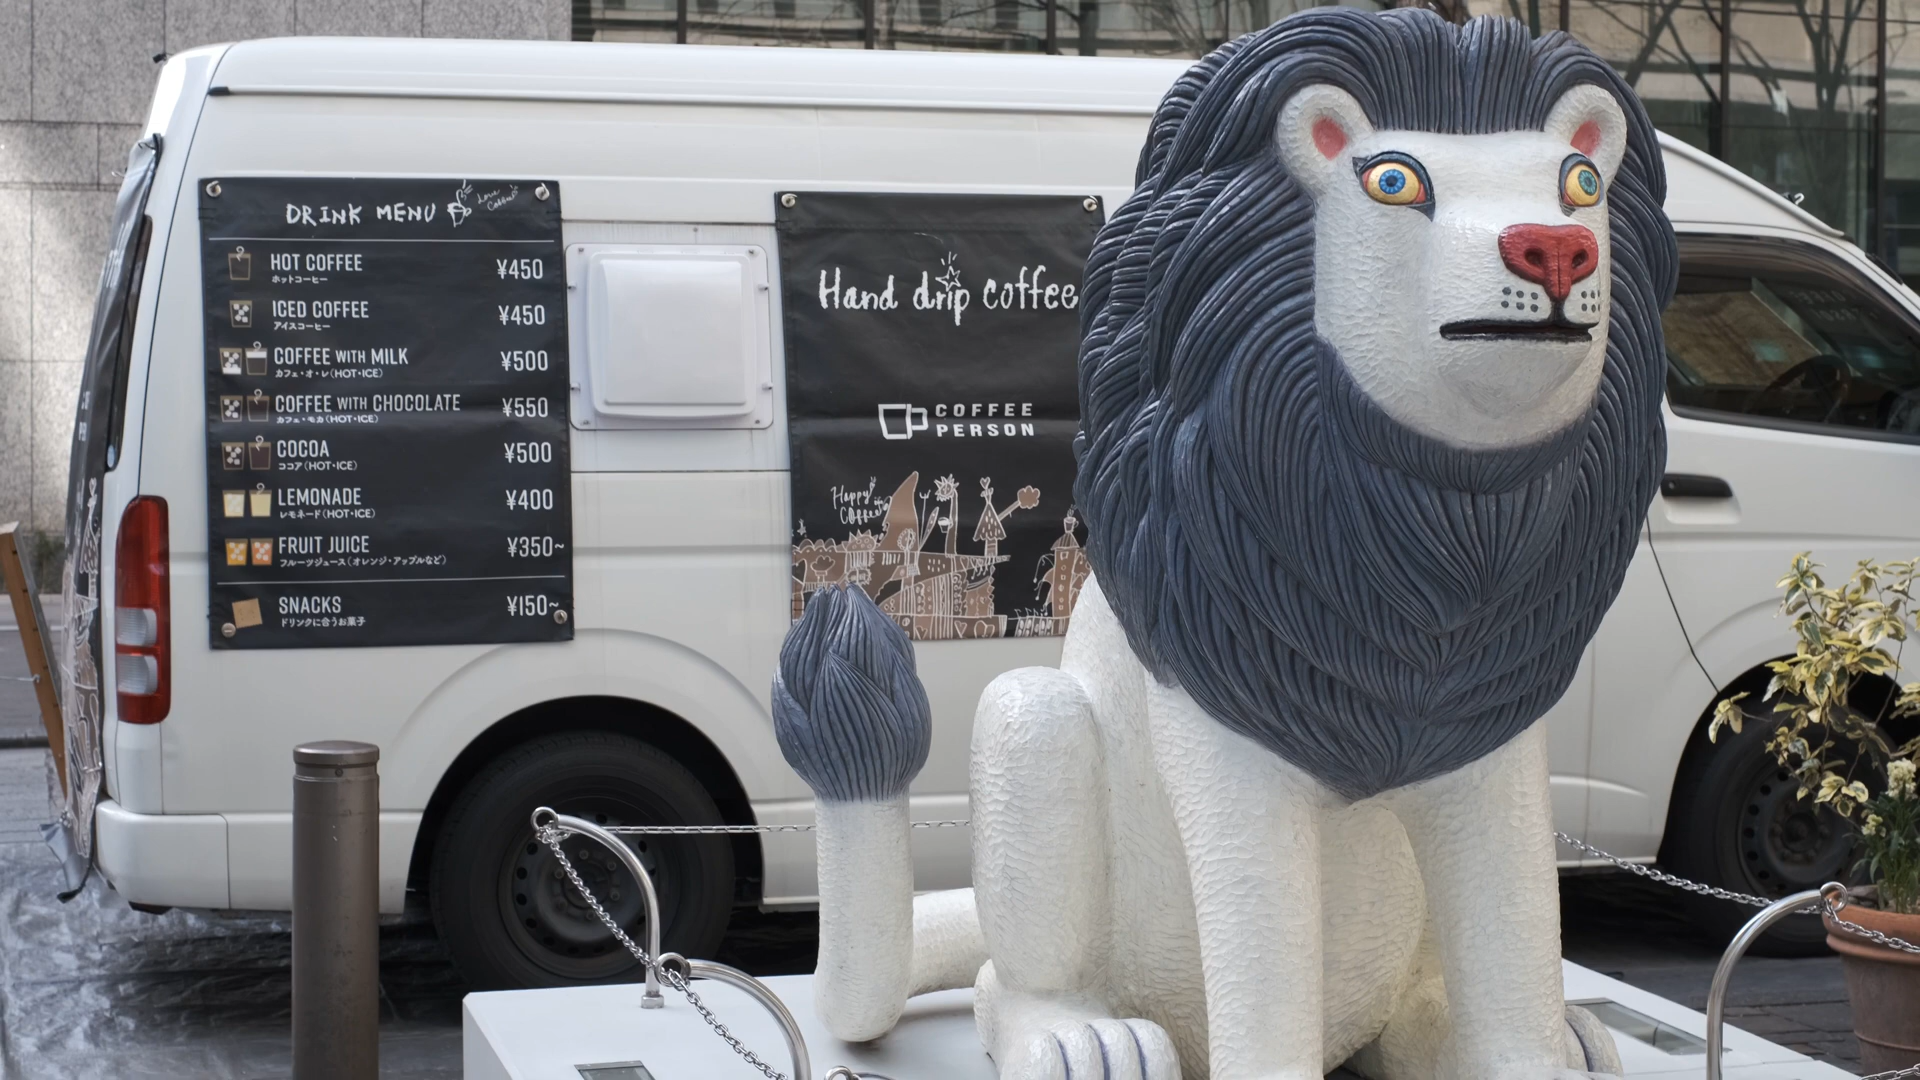 DRINK MENU
Love
Coffee
HOT COFFEE ¥450
ホットコーヒー
ICED COFFEE ¥450
アイスコーヒー
COFFEE WITH MILK ¥500
カフェ・オ・レ(HOT・ICE)
COFFEE WITH CHOCOLATE ¥550
カフェ・モカ(HOT・ICE)
COCOA ¥500
ココア(HOT・ICE)
LEMONADE ¥400
レモネード(HOT・ICE)
FRUIT JUICE ¥350~
フルーツジュース(オレンジ・アップルなど)
SNACKS ¥150~
ドリンクに合うお菓子
Hand drip coffee
COFFEE
PERSON
Happy
Coffee